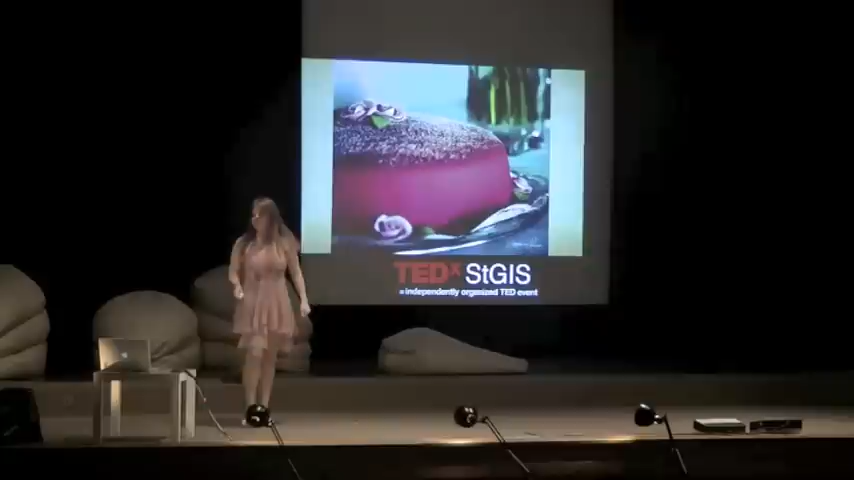 TEDx StGIS
x = independently organized TED event